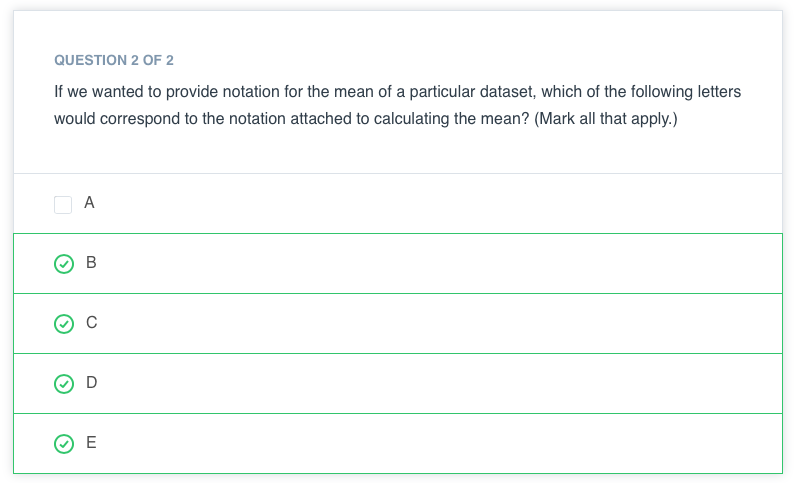 QUESTION 2 OF 2
If we wanted to provide notation for the mean of a particular dataset, which of the following letters
would correspond to the notation attached to calculating the mean? (Mark all that apply.)
A
B
C
D
E